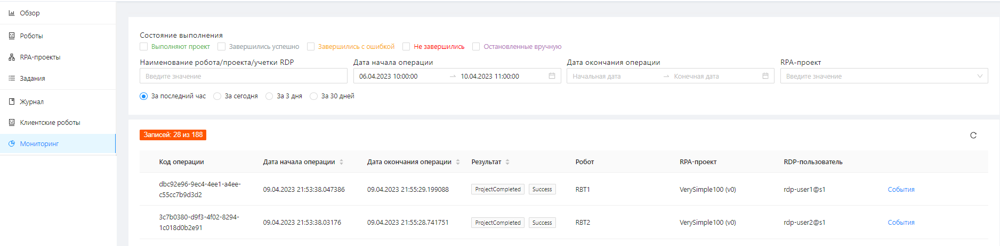 Обзор
Роботы
RPA-проекты
Задания
Журнал
Клиентские роботы
Мониторинг
Состояние выполнения
Выполняют проект Завершились успешно Завершились с ошибкой Не завершились Остановленные вручную
Наименование робота/проекта/учетки RDP Дата начала операции Дата окончания операции RPA-проект
Введите значение 06.04.2023 10:00:00 → 10.04.2023 11:00:00 Начальная дата → Конечная дата Введите значение
За последний час За сегодня За 3 дня За 30 дней
Записей: 28 из 188
Код операции Дата начала операции Дата окончания операции Результат Робот RPA-проект RDP-пользователь
dbc92e96-9ec4-4ee1-a4ee-
c55cc7b9d3d2 09.04.2023 21:53:38.047386 09.04.2023 21:55:29.199088 ProjectCompleted Success RBT1 VerySimple100 (v0) rdp-user1@s1 События
3c7b0380-d9f3-4f02-8294-
1c018d0b2e91 09.04.2023 21:53:38.03176 09.04.2023 21:55:28.741751 ProjectCompleted Success RBT2 VerySimple100 (v0) rdp-user2@s1 События